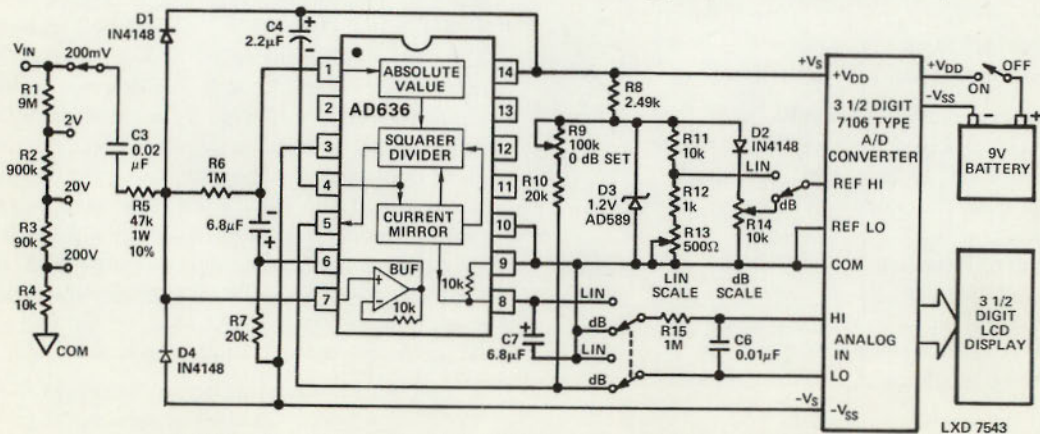 D1
IN4148
C4
2.2μF
+
−
VIN
200mV
R1
9M
2V
R2
900k
20V
R3
90k
200V
R4
10k
COM
C3
0.02
μF
R5
47k
1W
10%
R6
1M
−
6.8μF
+
R7
20k
D4
IN4148
1
2
3
4
5
6
7
ABSOLUTE
VALUE
AD636
SQUARER
DIVIDER
CURRENT
MIRROR
BUF
+
−
10k
10k
14
13
12
11
10
9
8
R8
2.49k
R9
100k
0 dB SET
R10
20k
D3
1.2V
AD589
R11
10k
R12
1k
R13
500Ω
LIN
SCALE
D2
IN4148
LIN
dB
R14
10k
dB
SCALE
+
C7
6.8μF
LIN
dB
LIN
dB
R15
1M
C6
0.01μF
+VS
−VS
+VDD
3 1/2 DIGIT
7106 TYPE
A/D
CONVERTER
REF HI
REF LO
COM
HI
ANALOG
IN
LO
−VSS
+VDD
−VSS
ON
OFF
− +
9V
BATTERY
3 1/2
DIGIT
LCD
DISPLAY
LXD 7543